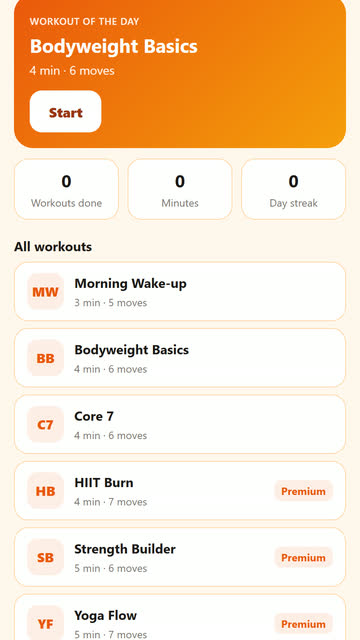 WORKOUT OF THE DAY
Bodyweight Basics
4 min · 6 moves
Start
0
Workouts done
0
Minutes
0
Day streak
All workouts
MW
Morning Wake-up
3 min · 5 moves
BB
Bodyweight Basics
4 min · 6 moves
C7
Core 7
4 min · 6 moves
HB
HIIT Burn
4 min · 7 moves
Premium
SB
Strength Builder
5 min · 6 moves
Premium
YF
Yoga Flow
5 min · 7 moves
Premium